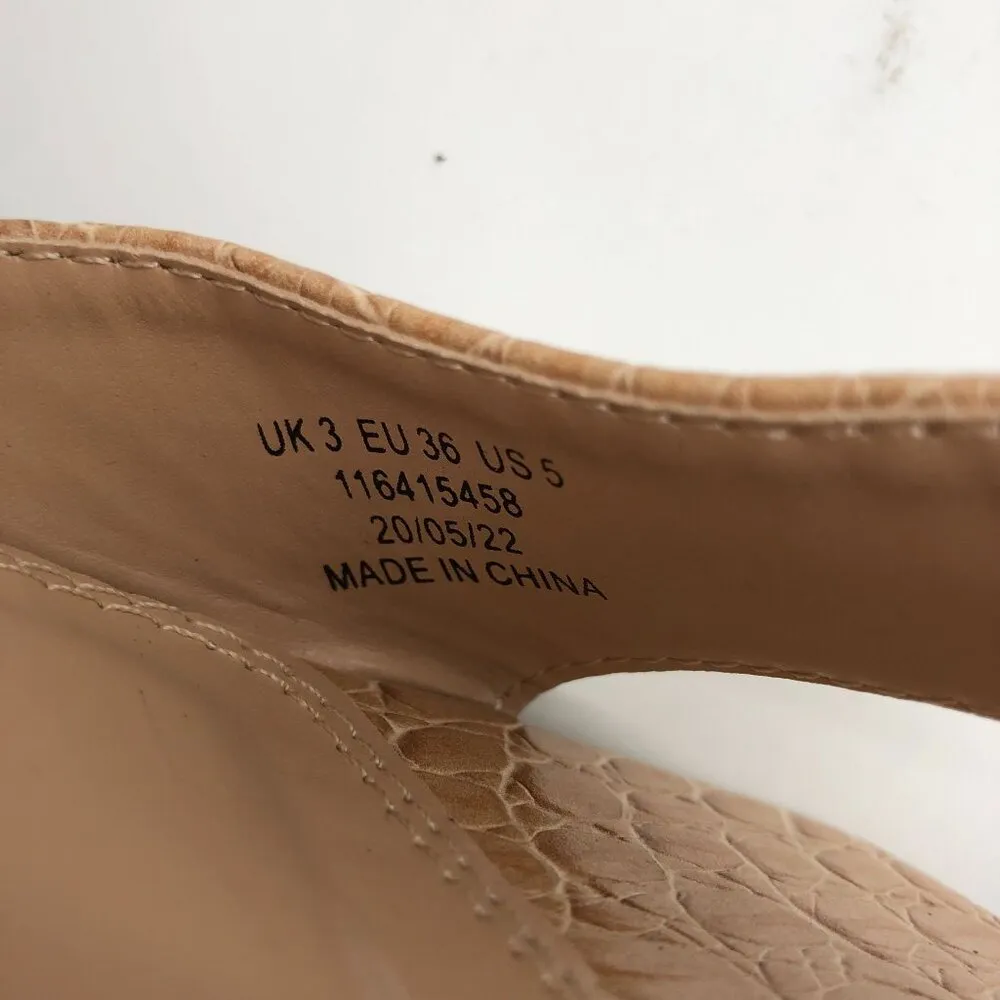 UK 3 EU 36 US 5
116415458
20/05/22
MADE IN CHINA